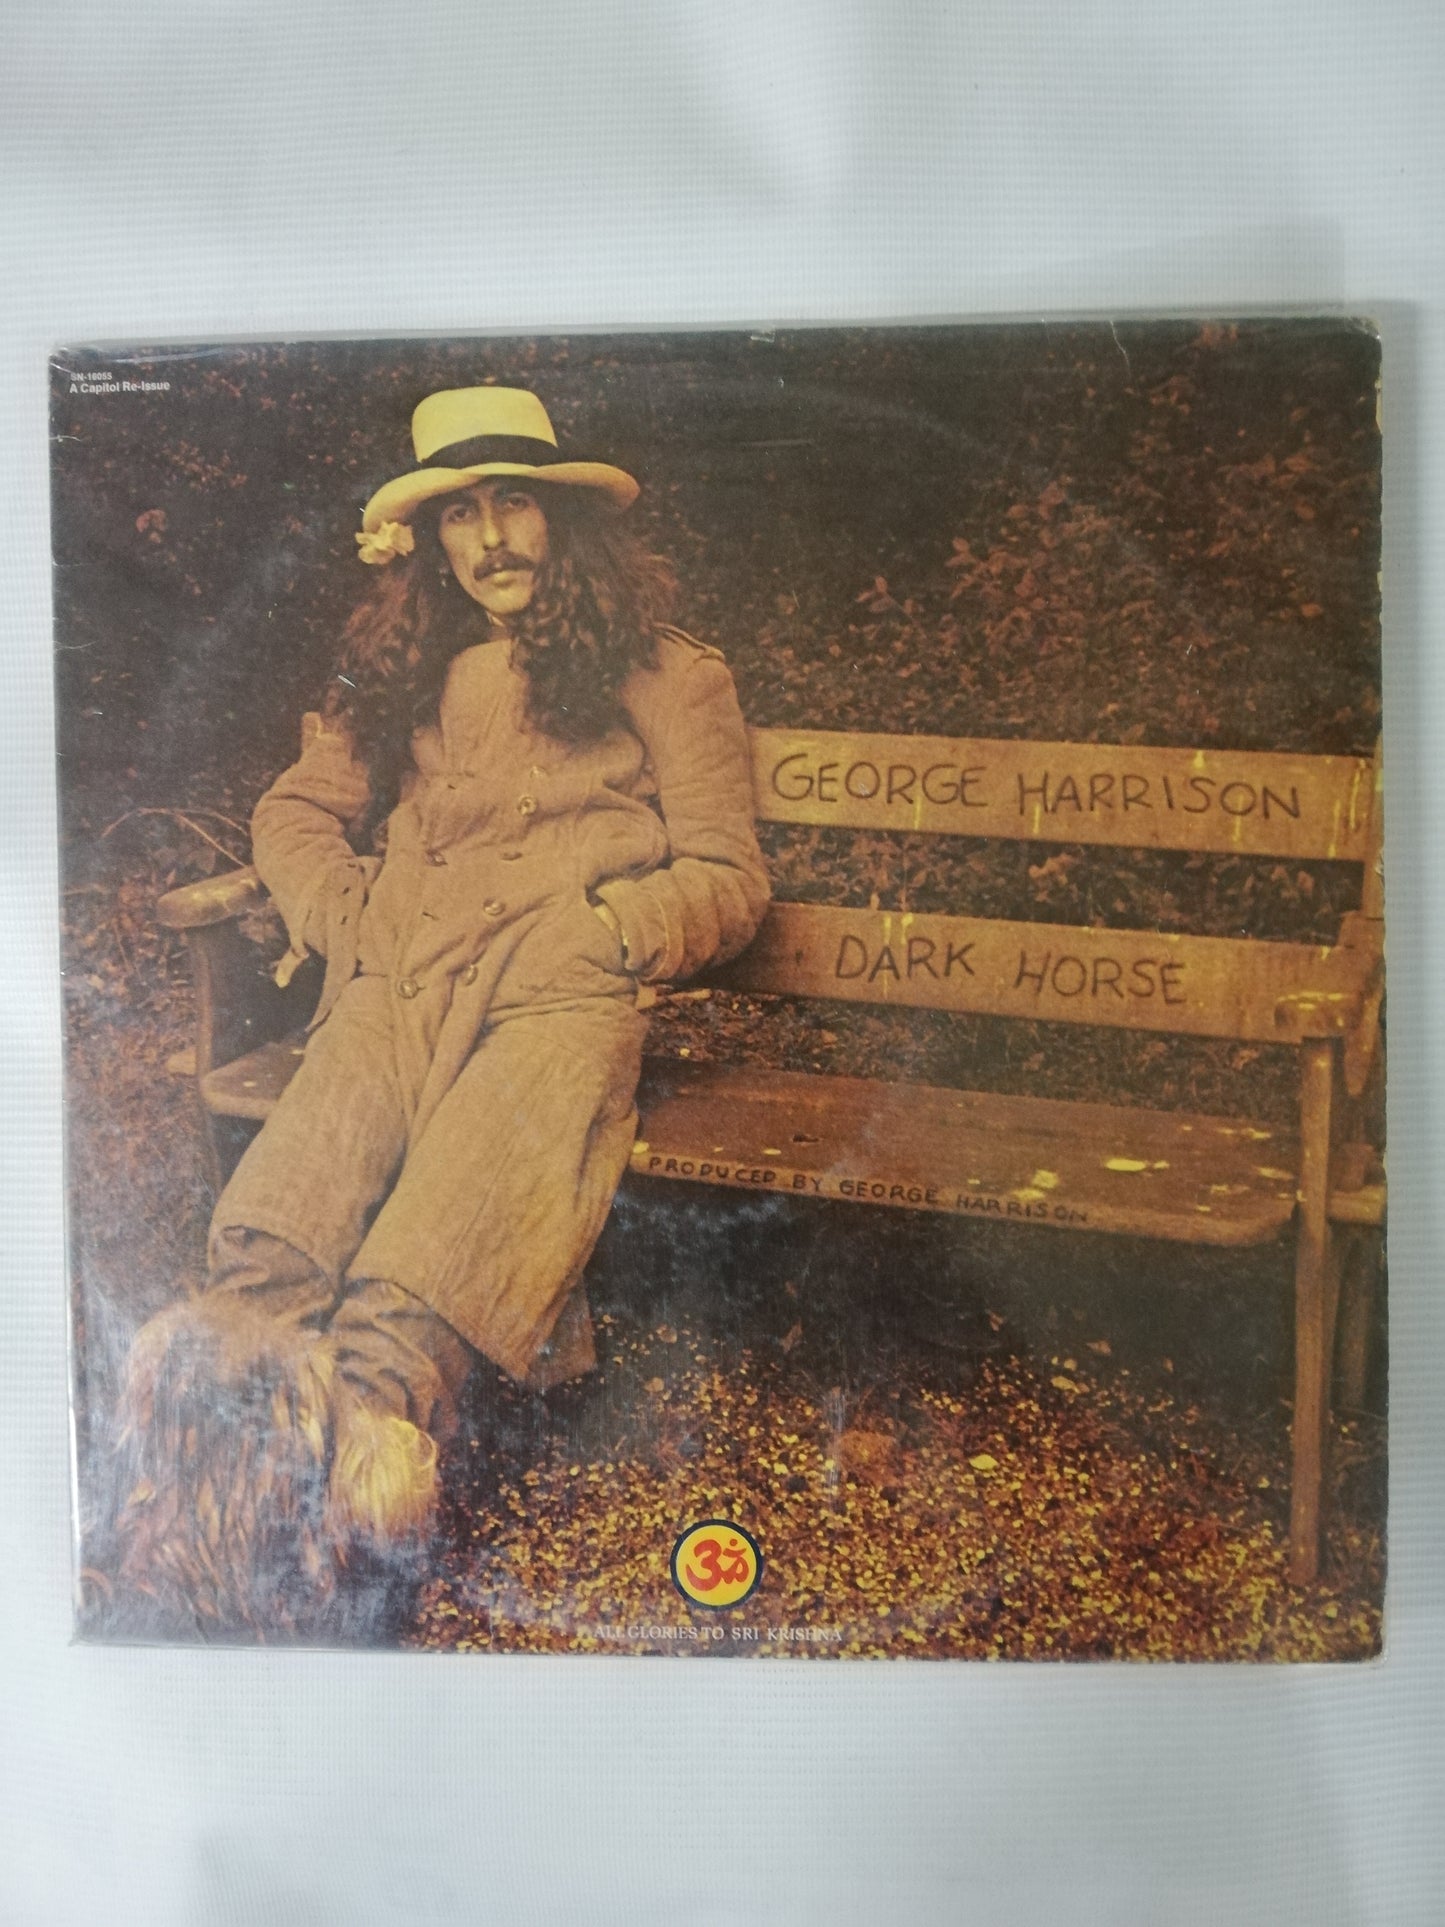 SN-16055
A Capitol Re-Issue
GEORGE HARRISON
DARK HORSE
PRODUCED BY GEORGE HARRISON
ॐ
ALL GLORIES TO SRI KRISHNA